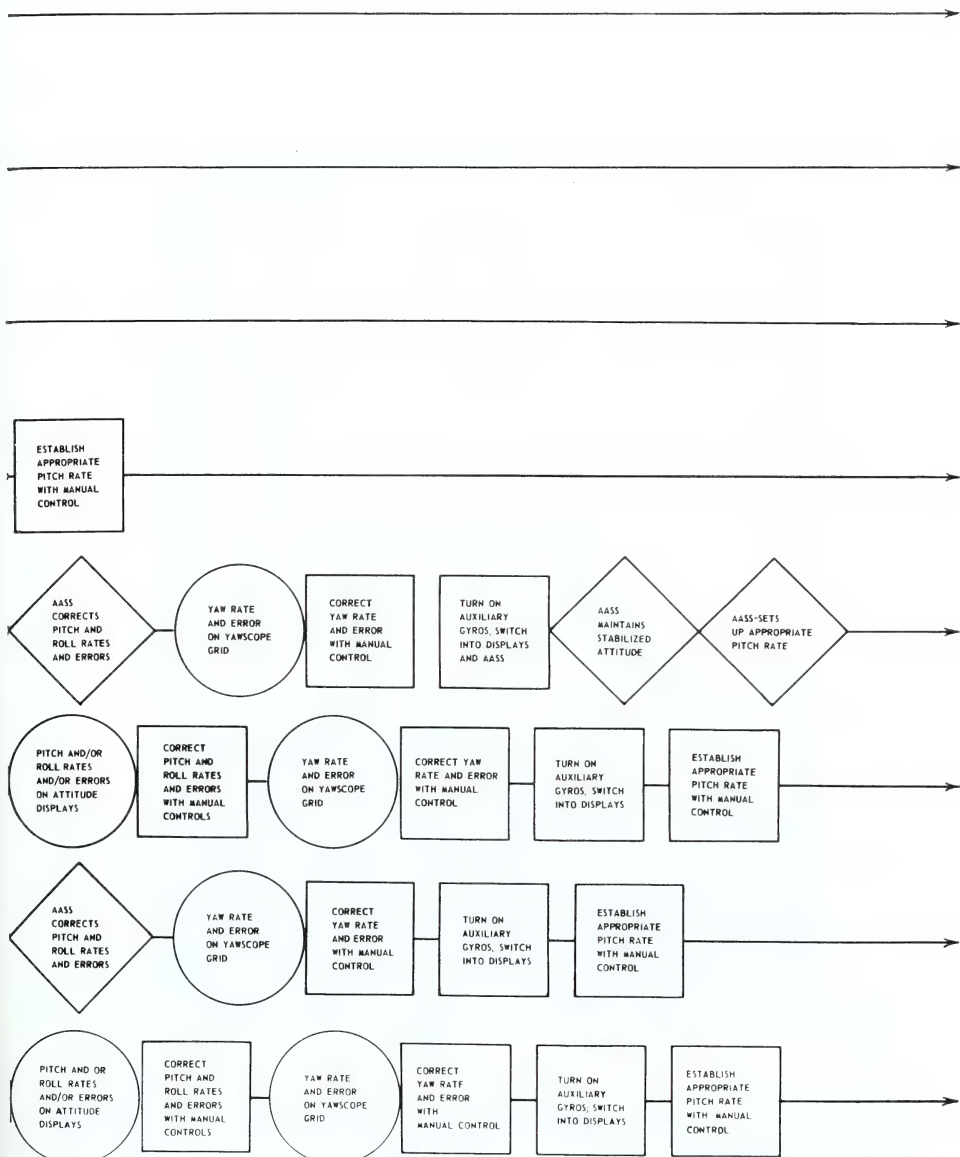 ESTABLISH
APPROPRIATE
PITCH RATE
WITH MANUAL
CONTROL
AASS
CORRECTS
PITCH AND
ROLL RATES
AND ERRORS
YAW RATE
AND ERROR
ON YAWSCOPE
GRID
CORRECT
YAW RATE
AND ERROR
WITH MANUAL
CONTROL
TURN ON
AUXILIARY
GYROS, SWITCH
INTO DISPLAYS
AND AASS
AASS
MAINTAINS
STABILIZED
ATTITUDE
AASS-SETS
UP APPROPRIATE
PITCH RATE
PITCH AND/OR
ROLL RATES
AND/OR ERRORS
ON ATTITUDE
DISPLAYS
CORRECT
PITCH AND
ROLL RATES
AND ERRORS
WITH MANUAL
CONTROLS
YAW RATE
AND ERROR
ON YAWSCOPE
GRID
CORRECT YAW
RATE AND ERROR
WITH MANUAL
CONTROL
TURN ON
AUXILIARY
GYROS, SWITCH
INTO DISPLAYS
ESTABLISH
APPROPRIATE
PITCH RATE
WITH MANUAL
CONTROL
AASS
CORRECTS
PITCH AND
ROLL RATES
AND ERRORS
YAW RATE
AND ERROR
ON YAWSCOPE
GRID
CORRECT
YAW RATE
AND ERROR
WITH MANUAL
CONTROL
TURN ON
AUXILIARY
GYROS, SWITCH
INTO DISPLAYS
ESTABLISH
APPROPRIATE
PITCH RATE
WITH MANUAL
CONTROL
PITCH AND OR
ROLL RATES
AND/OR ERRORS
ON ATTITUDE
DISPLAYS
CORRECT
PITCH AND
ROLL RATES
AND ERRORS
WITH MANUAL
CONTROLS
YAW RATE
AND ERROR
ON YAWSCOPE
GRID
CORRECT
YAW RATE
AND ERROR
WITH
MANUAL CONTROL
TURN ON
AUXILIARY
GYROS; SWITCH
INTO DISPLAYS
ESTABLISH
APPROPRIATE
PITCH RATE
WITH MANUAL
CONTROL